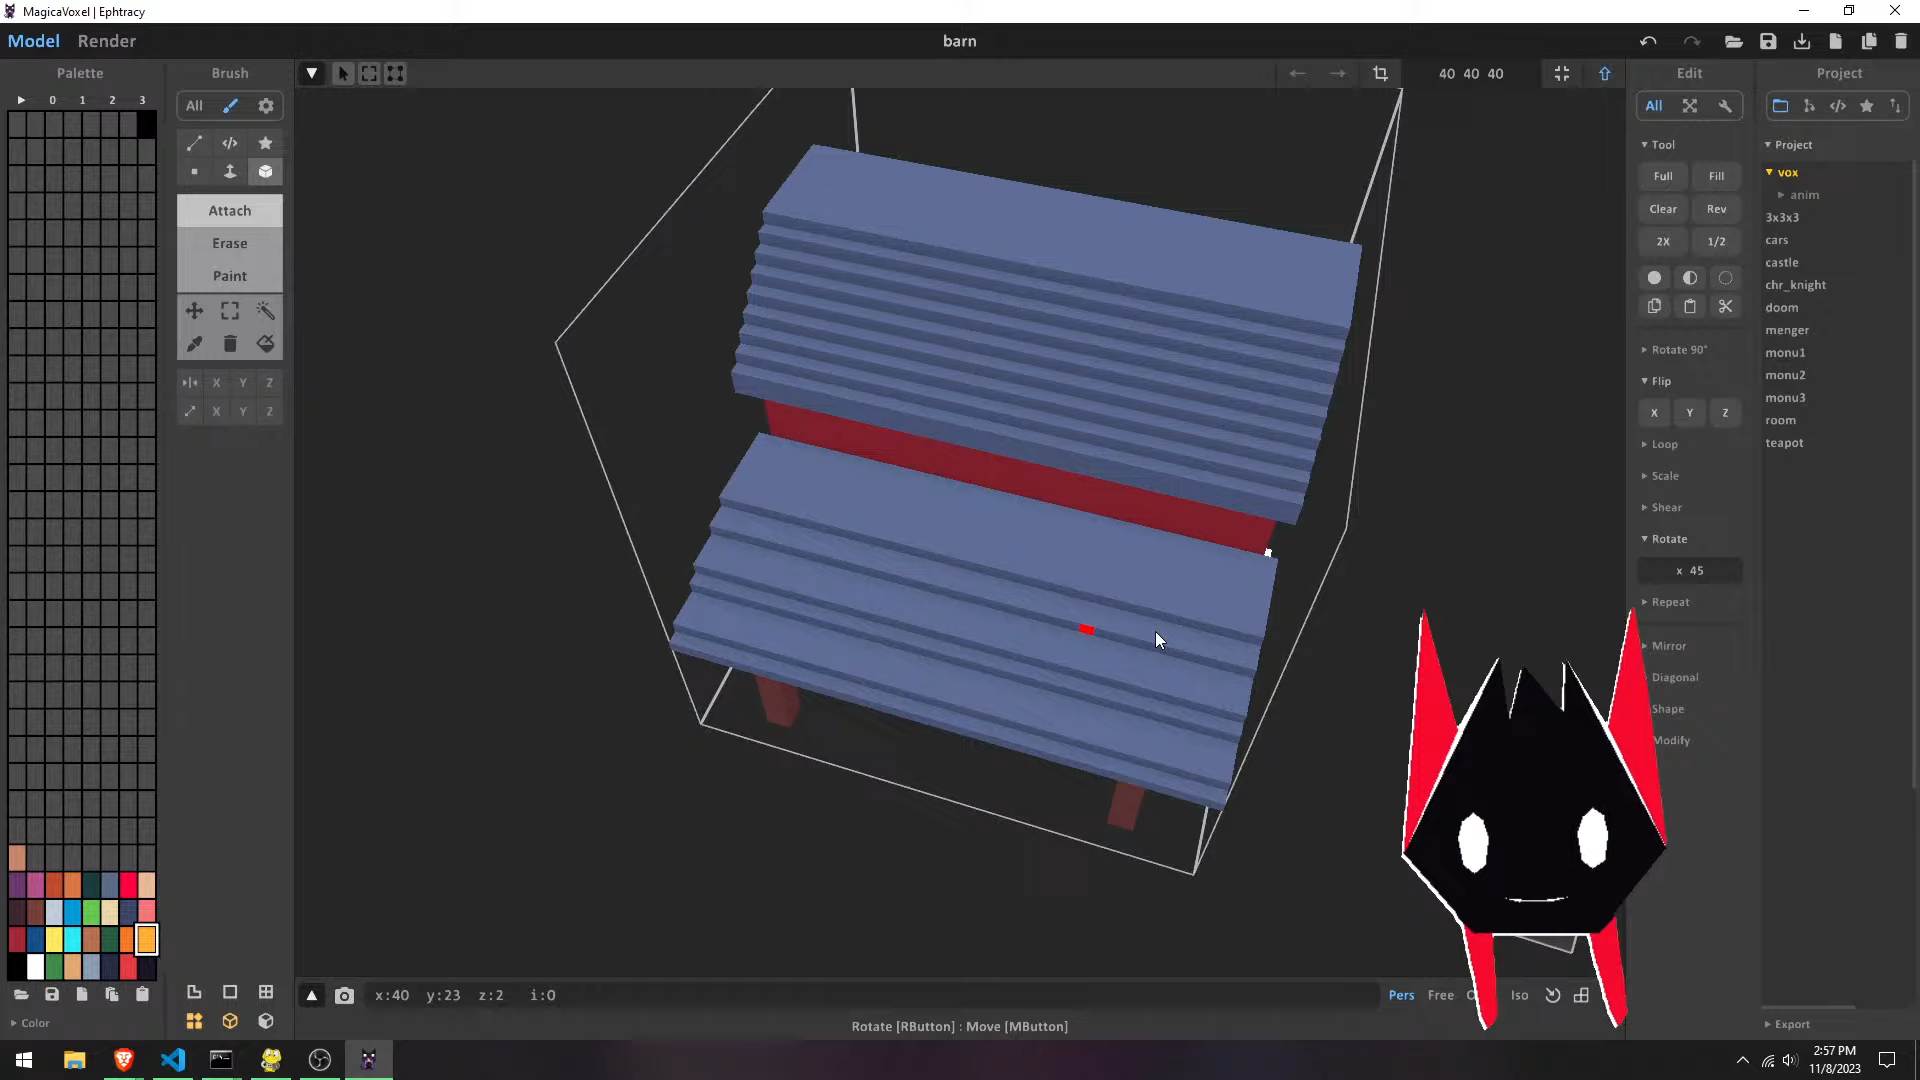 MagicaVoxel | Ephtracy
Model Render
barn
Palette
Brush
40 40 40
Edit
Project
0 1 2 3
All
All
Tool
Project
Full Fill
vox
anim
Clear Rev
Attach
3x3x3
Erase
2X 1/2
cars
castle
Paint
chr_knight
doom
menger
Rotate 90°
monu1
Flip
monu2
X Y Z
X Y Z
X Y Z
monu3
room
Loop
teapot
Scale
Shear
Rotate
x 45
Repeat
Mirror
Diagonal
Shape
Modify
x:40 y:23 z:2 i:0
Pers Free Iso
Color
Rotate [RButton] : Move [MButton]
Export
2:57 PM
11/8/2023